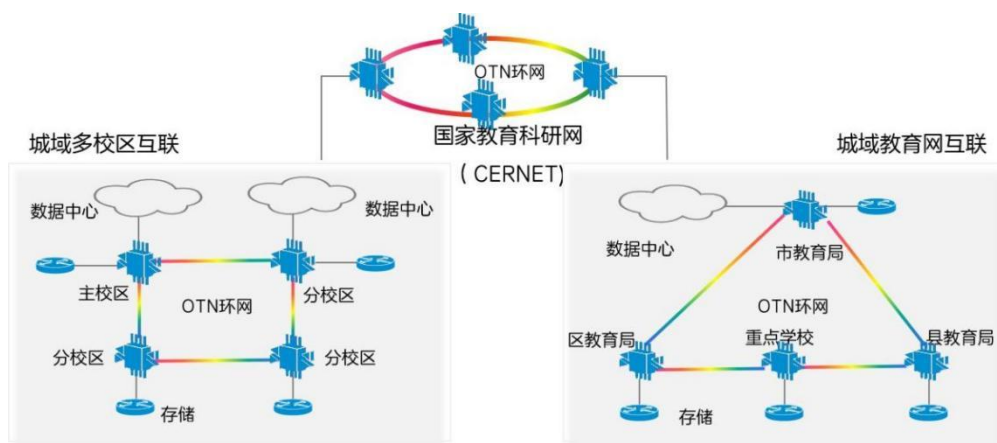 OTN环网
国家教育科研网
( CERNET)
城域多校区互联
数据中心
数据中心
主校区
分校区
OTN环网
分校区
分校区
存储
城域教育网互联
数据中心
市教育局
OTN环网
区教育局
重点学校
县教育局
存储